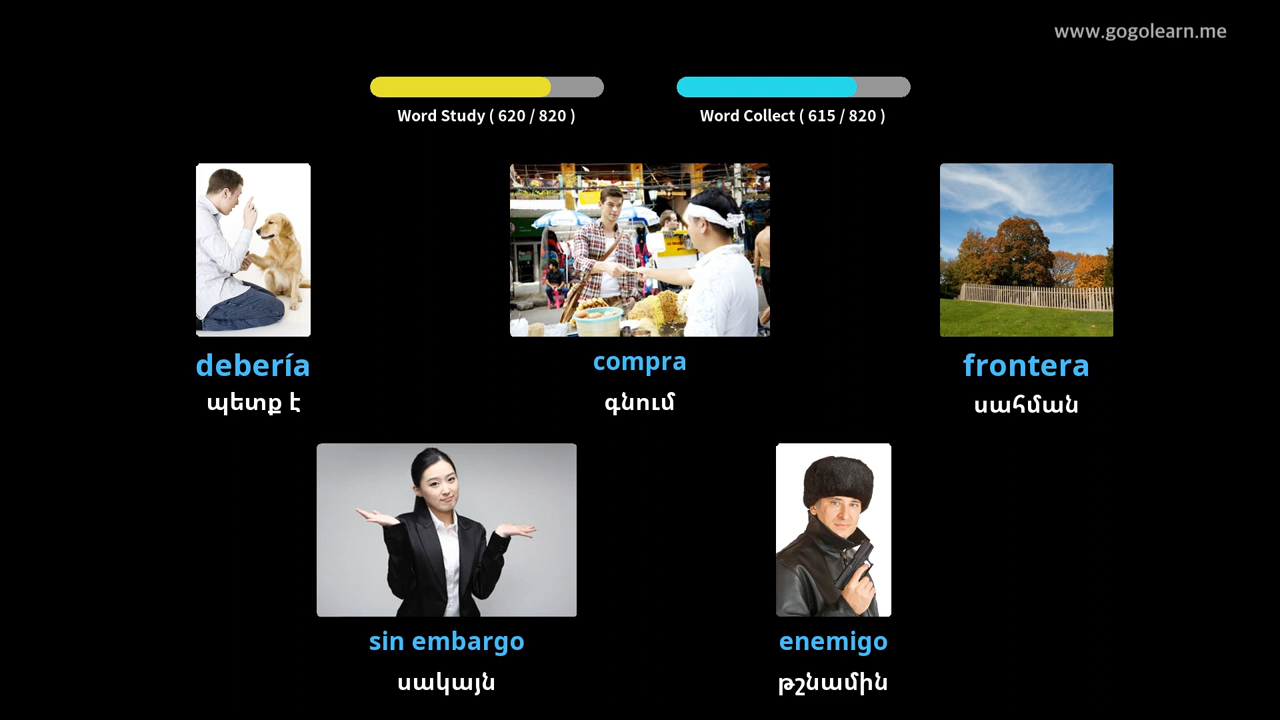 www.gogolearn.me
Word Study ( 620 / 820 )
Word Collect ( 615 / 820 )
debería
compra
frontera
պետք է
գնում
սահման
sin embargo
enemigo
սակայն
թշնամին